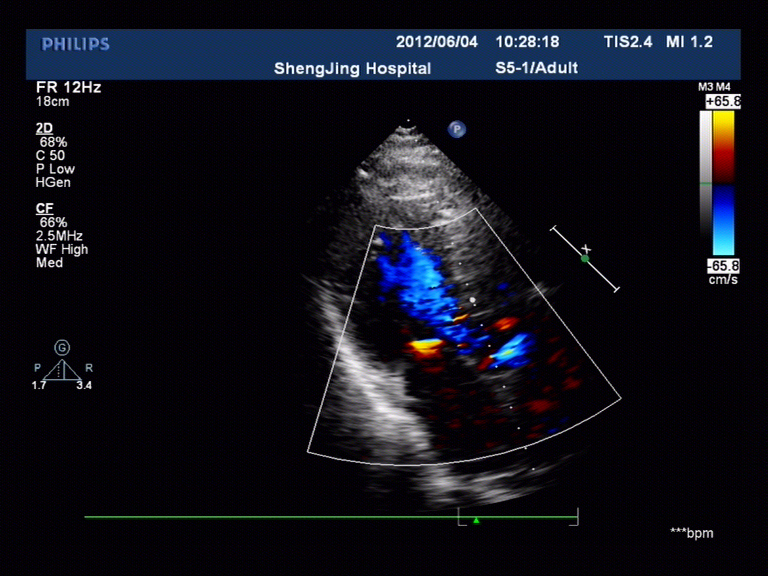 PHILIPS
2012/06/04 10:28:18 TIS2.4 MI 1.2
ShengJing Hospital S5-1/Adult
FR 12Hz
18cm
2D
68%
C 50
P Low
HGen
CF
66%
2.5MHz
WF High
Med
M3 M4
+65.8
-65.8
cm/s
P
X
G
P R
1.7 3.4
***bpm